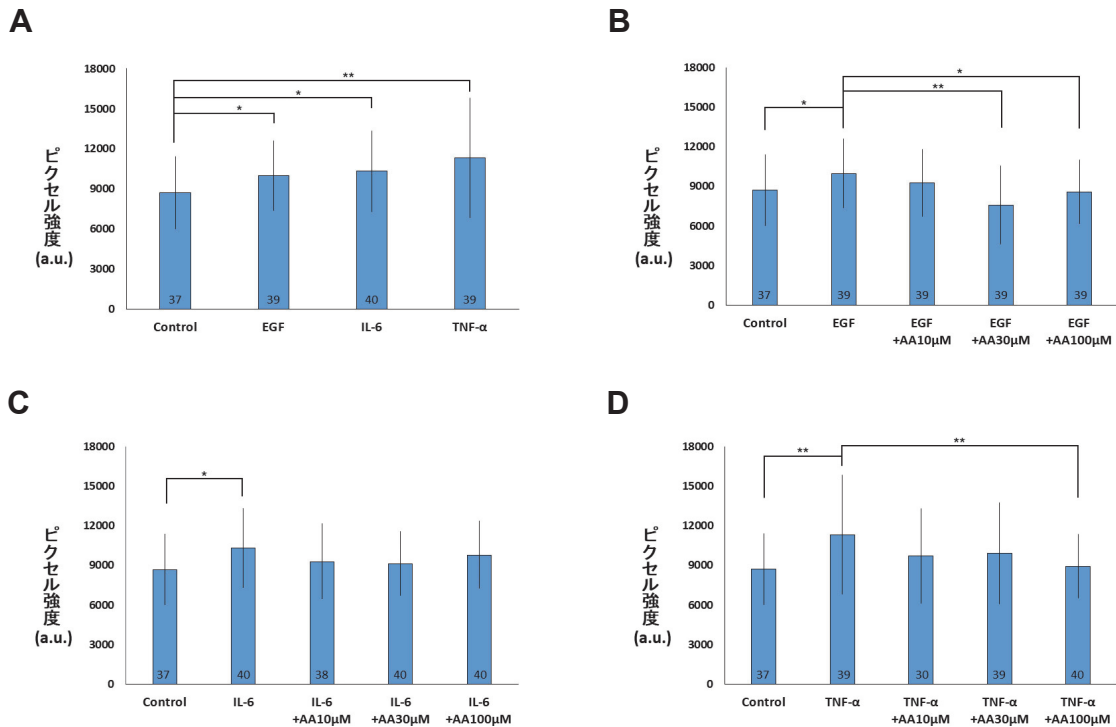 A
18000
15000
12000
9000
6000
3000
0
ピクセル強度
(a.u.)
**
*
*
37
39
40
39
Control
EGF
IL-6
TNF-α
B
18000
15000
12000
9000
6000
3000
0
ピクセル強度
(a.u.)
*
**
*
37
39
39
39
39
Control
EGF
EGF
+AA10μM
EGF
+AA30μM
EGF
+AA100μM
C
18000
15000
12000
9000
6000
3000
0
ピクセル強度
(a.u.)
*
37
40
38
40
40
Control
IL-6
IL-6
+AA10μM
IL-6
+AA30μM
IL-6
+AA100μM
D
18000
15000
12000
9000
6000
3000
0
ピクセル強度
(a.u.)
**
**
37
39
30
39
40
Control
TNF-α
TNF-α
+AA10μM
TNF-α
+AA30μM
TNF-α
+AA100μM